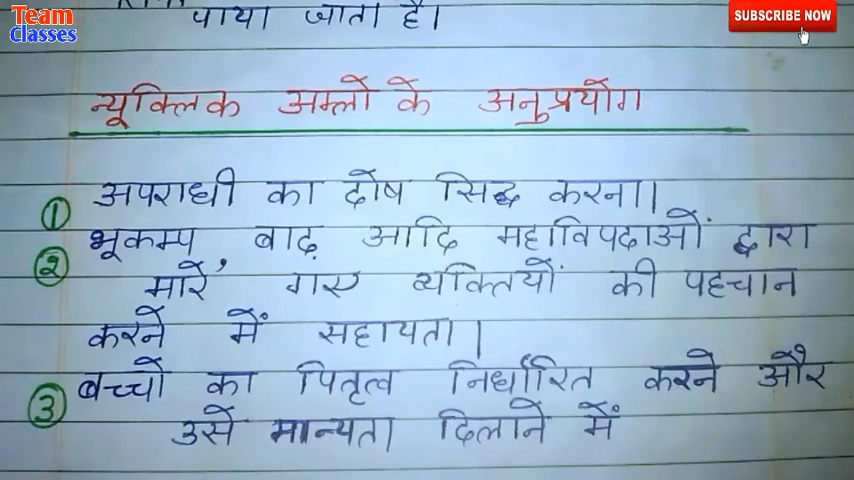 Team
Classes
SUBSCRIBE NOW
पाया जाता है।
न्यूक्लिक अम्लो के अनुप्रयोग
① अपराधी का दोष सिद्ध करना।
② भूकम्प, बाढ़ आदि महाविपदाओं द्वारा
मारे गए व्यक्तियों की पहचान
करने में सहायता।
③ बच्चो का पितृत्व निर्धारित करने और
उसे मान्यता दिलाने में